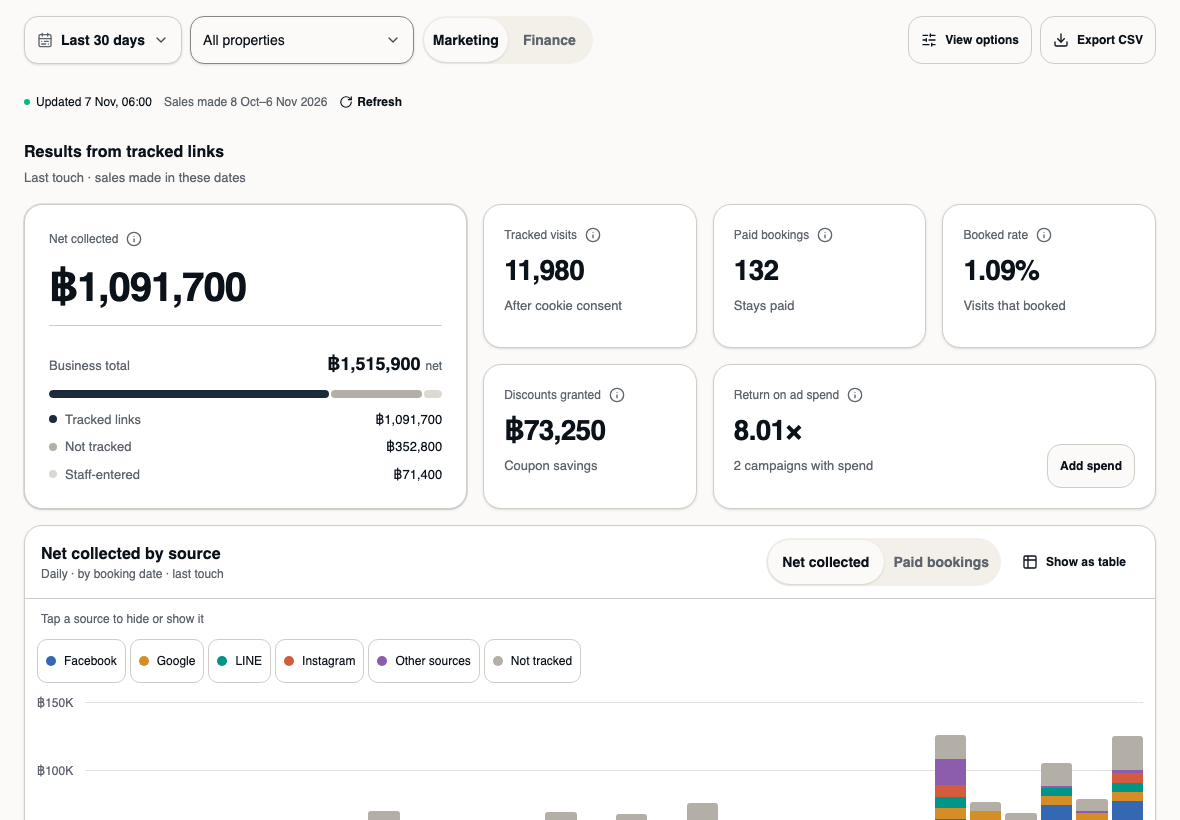 Last 30 days
All properties
Marketing
Finance
View options
Export CSV
Updated 7 Nov, 06:00
Sales made 8 Oct–6 Nov 2026
Refresh
Results from tracked links
Last touch · sales made in these dates
Net collected
฿1,091,700
Business total
฿1,515,900 net
Tracked links
฿1,091,700
Not tracked
฿352,800
Staff-entered
฿71,400
Tracked visits
11,980
After cookie consent
Paid bookings
132
Stays paid
Booked rate
1.09%
Visits that booked
Discounts granted
฿73,250
Coupon savings
Return on ad spend
8.01×
2 campaigns with spend
Add spend
Net collected by source
Daily · by booking date · last touch
Net collected
Paid bookings
Show as table
Tap a source to hide or show it
Facebook
Google
LINE
Instagram
Other sources
Not tracked
฿150K
฿100K